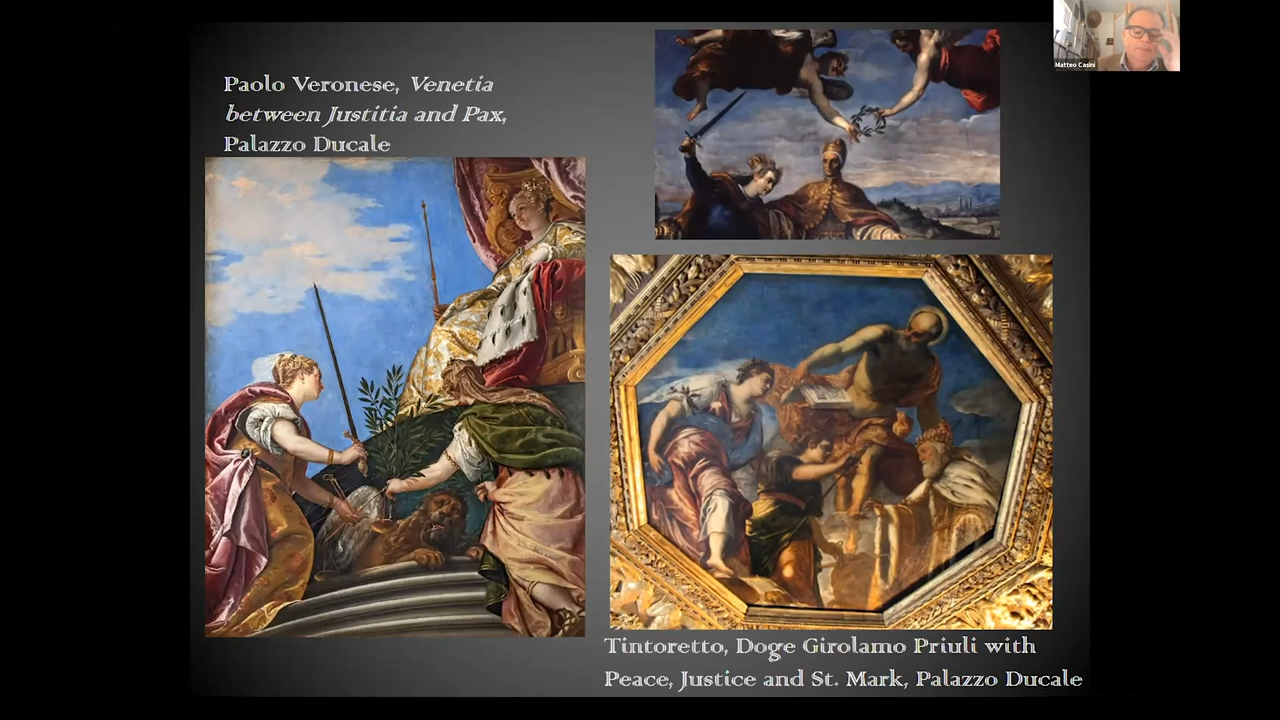 Paolo Veronese, Venetia
between Justitia and Pax,
Palazzo Ducale
Matteo Casini
Tintoretto, Doge Girolamo Priuli with
Peace, Justice and St. Mark, Palazzo Ducale